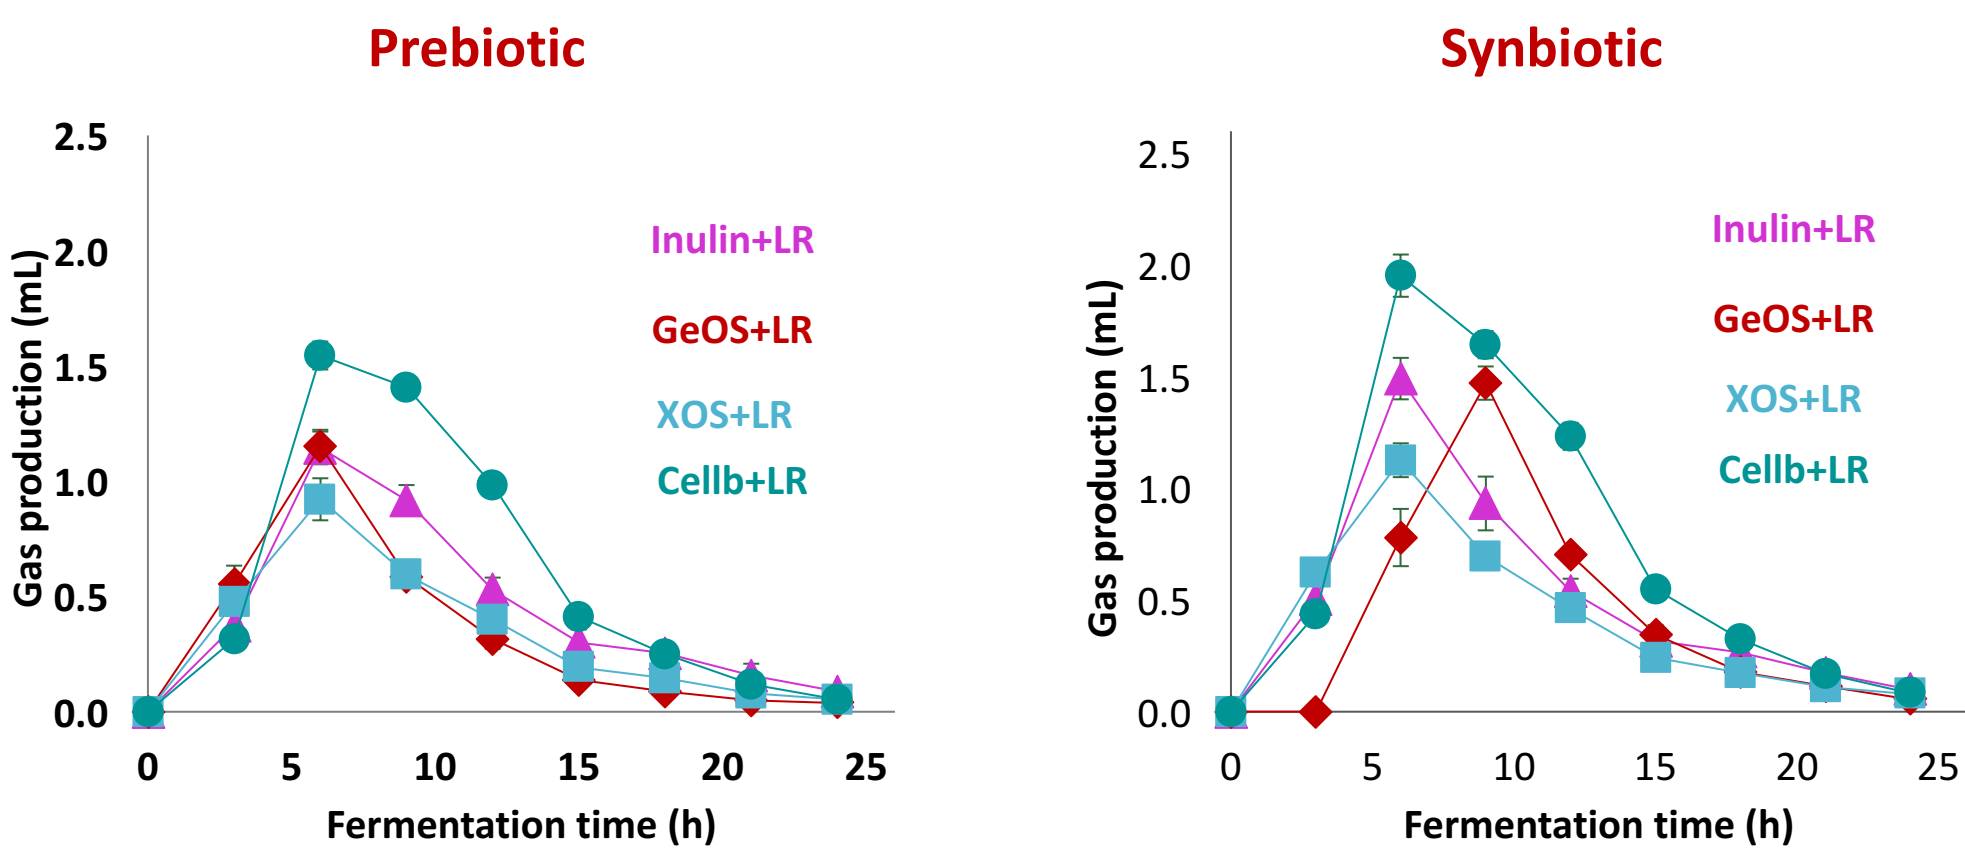 Prebiotic
2.5
2.0
1.5
1.0
0.5
0.0
Gas production (mL)
Inulin+LR
GeOS+LR
XOS+LR
Cellb+LR
0 5 10 15 20 25
Fermentation time (h)
Synbiotic
2.5
2.0
1.5
1.0
0.5
0.0
Gas production (mL)
Inulin+LR
GeOS+LR
XOS+LR
Cellb+LR
0 5 10 15 20 25
Fermentation time (h)